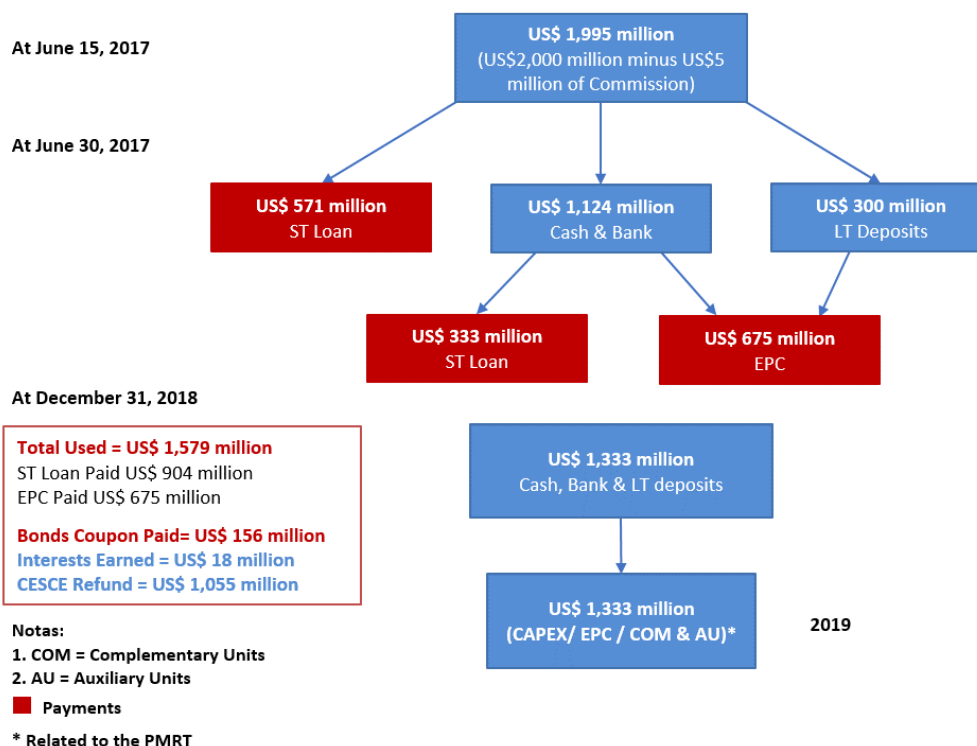 At June 15, 2017
US$ 1,995 million
(US$2,000 million minus US$5
million of Commission)
At June 30, 2017
US$ 571 million
ST Loan
US$ 1,124 million
Cash & Bank
US$ 300 million
LT Deposits
US$ 333 million
ST Loan
US$ 675 million
EPC
At December 31, 2018
Total Used = US$ 1,579 million
ST Loan Paid US$ 904 million
EPC Paid US$ 675 million
Bonds Coupon Paid= US$ 156 million
Interests Earned = US$ 18 million
CESCE Refund = US$ 1,055 million
US$ 1,333 million
Cash, Bank & LT deposits
US$ 1,333 million
(CAPEX/ EPC / COM & AU)*
2019
Notas:
1. COM = Complementary Units
2. AU = Auxiliary Units
Payments
* Related to the PMRT